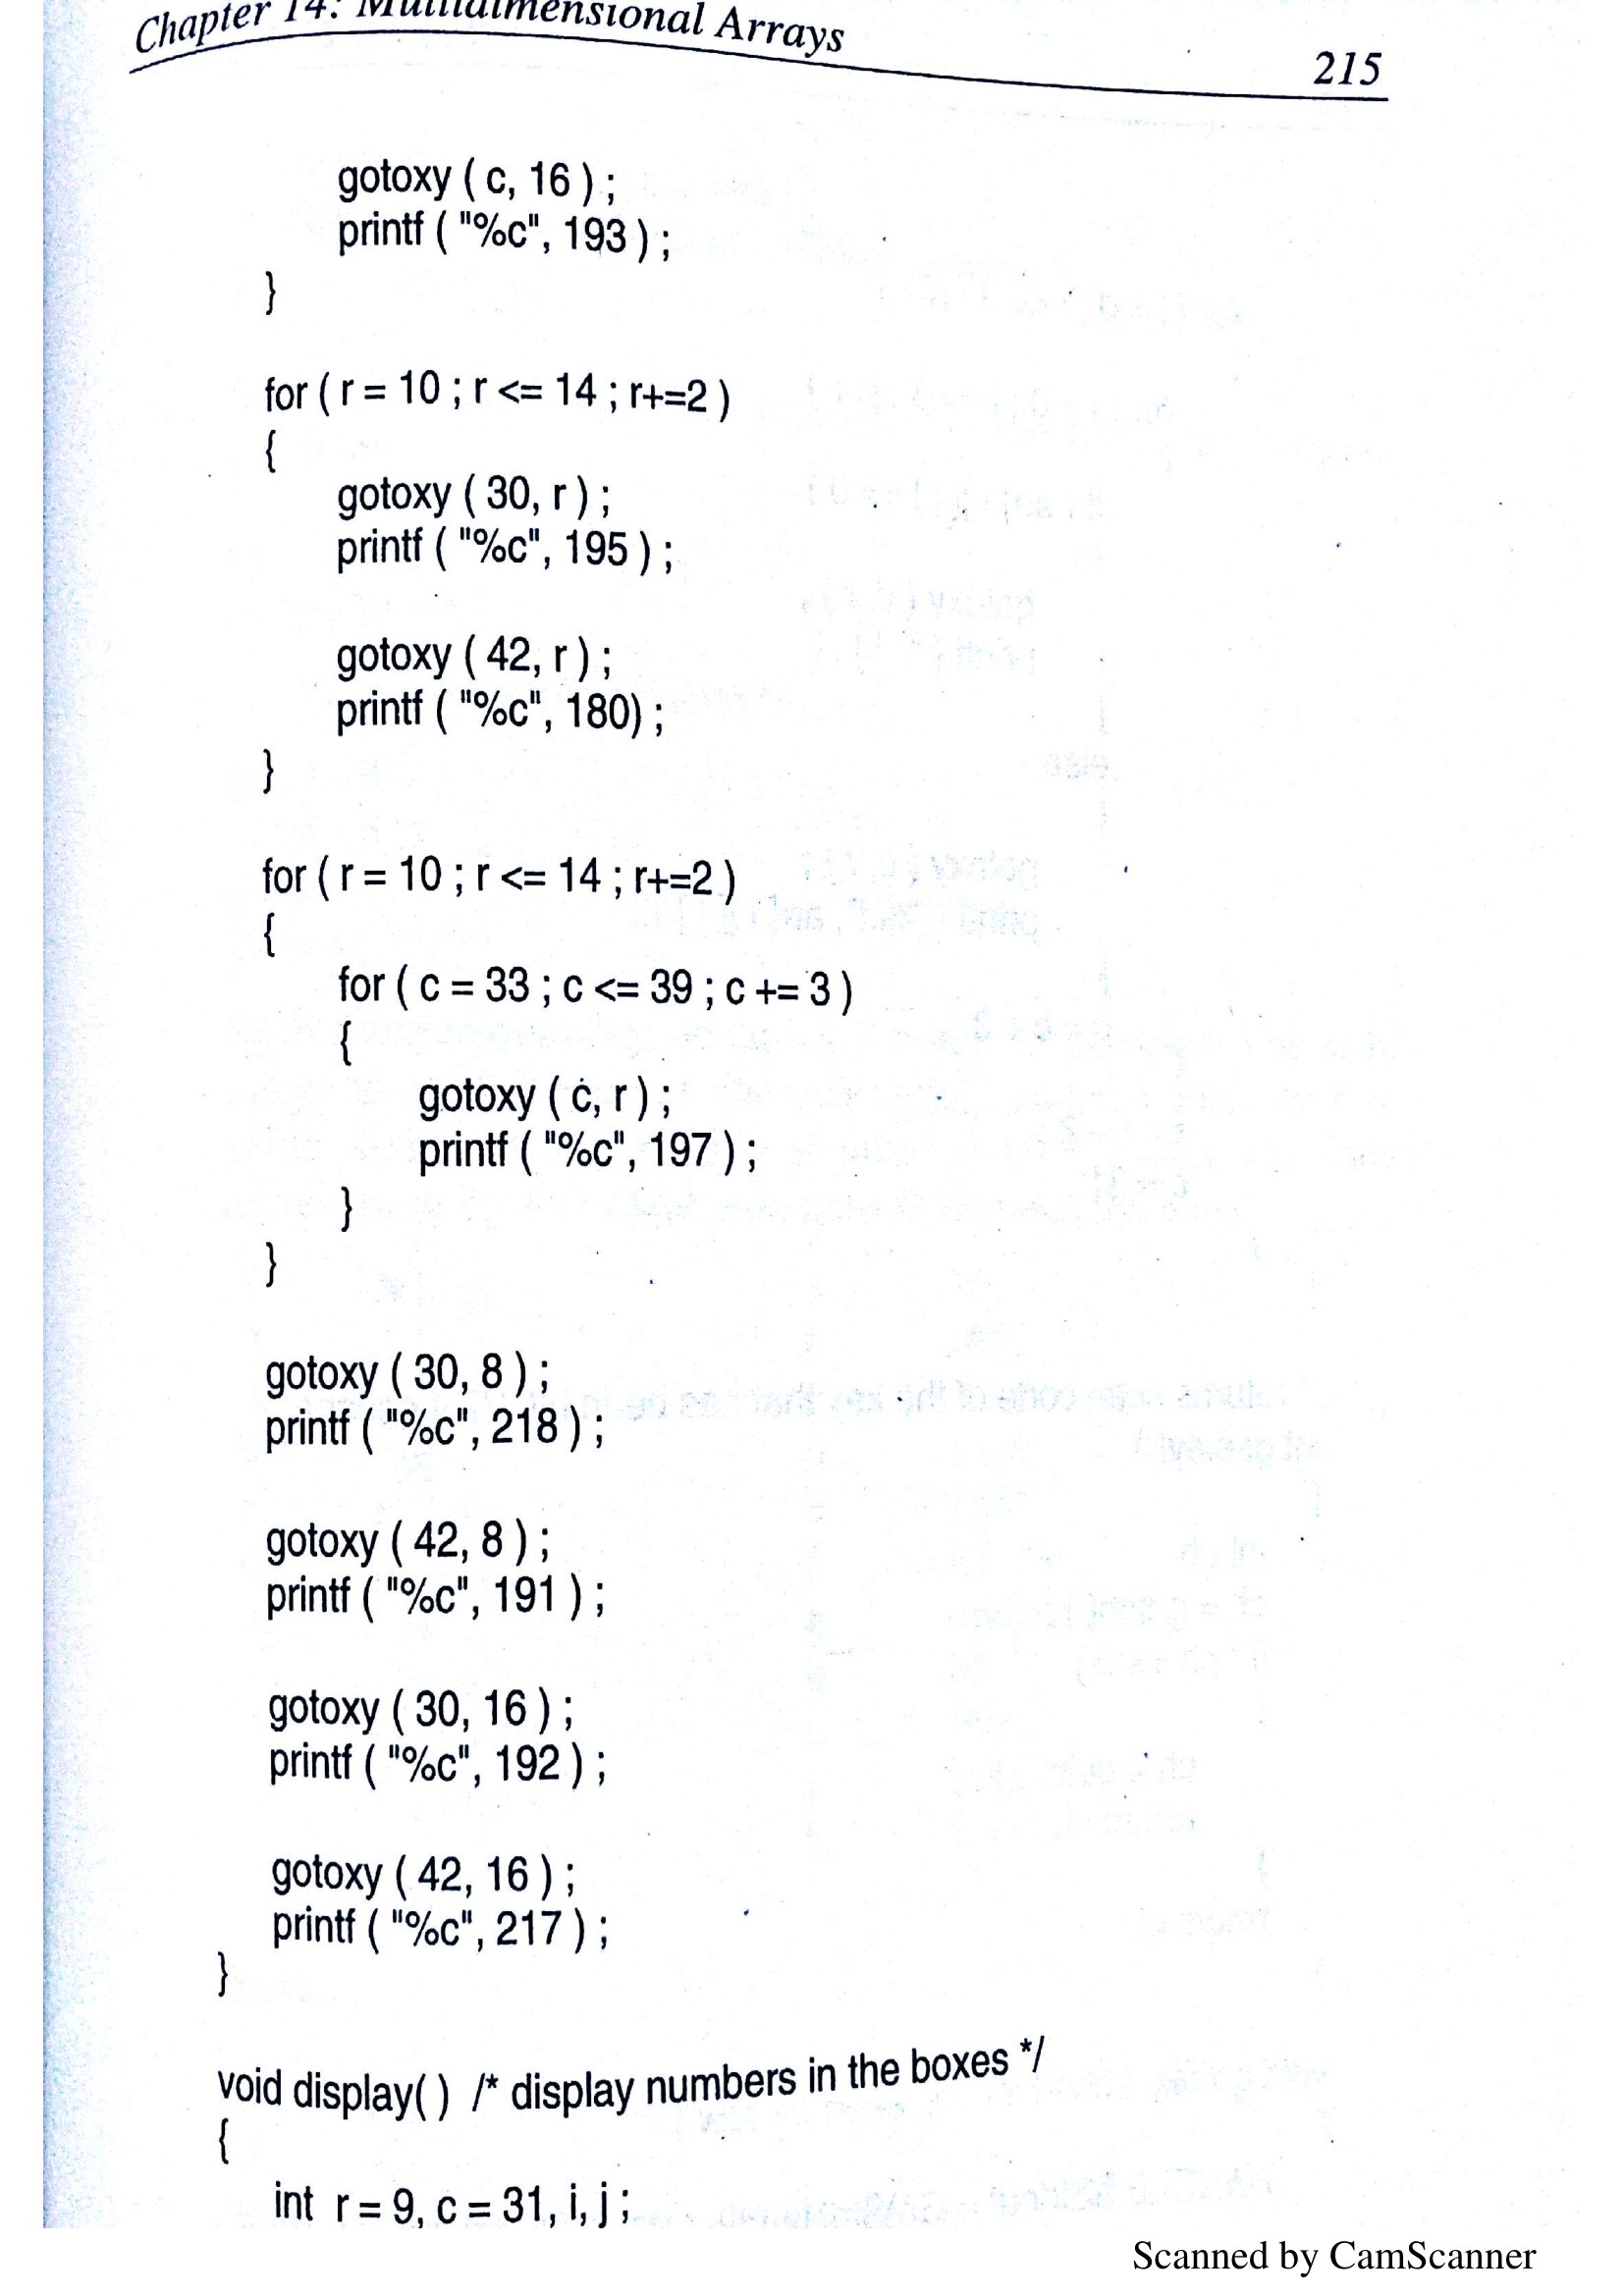 Chapter 14: Multidimensional Arrays
215
gotoxy ( c, 16 ) ;
printf ( "%c", 193 ) ;
}
for ( r = 10 ; r <= 14 ; r+=2 )
{
gotoxy ( 30, r ) ;
printf ( "%c", 195 ) ;
gotoxy ( 42, r ) ;
printf ( "%c", 180) ;
}
for ( r = 10 ; r <= 14 ; r+=2 )
{
for ( c = 33 ; c <= 39 ; c += 3 )
{
gotoxy ( c, r ) ;
printf ( "%c", 197 ) ;
}
}
gotoxy ( 30, 8 ) ;
printf ( "%c", 218 ) ;
gotoxy ( 42, 8 ) ;
printf ( "%c", 191 ) ;
gotoxy ( 30, 16 ) ;
printf ( "%c", 192 ) ;
gotoxy ( 42, 16 ) ;
printf ( "%c", 217 ) ;
}
void display( ) /* display numbers in the boxes */
{
int r = 9, c = 31, i, j ;
Scanned by CamScanner